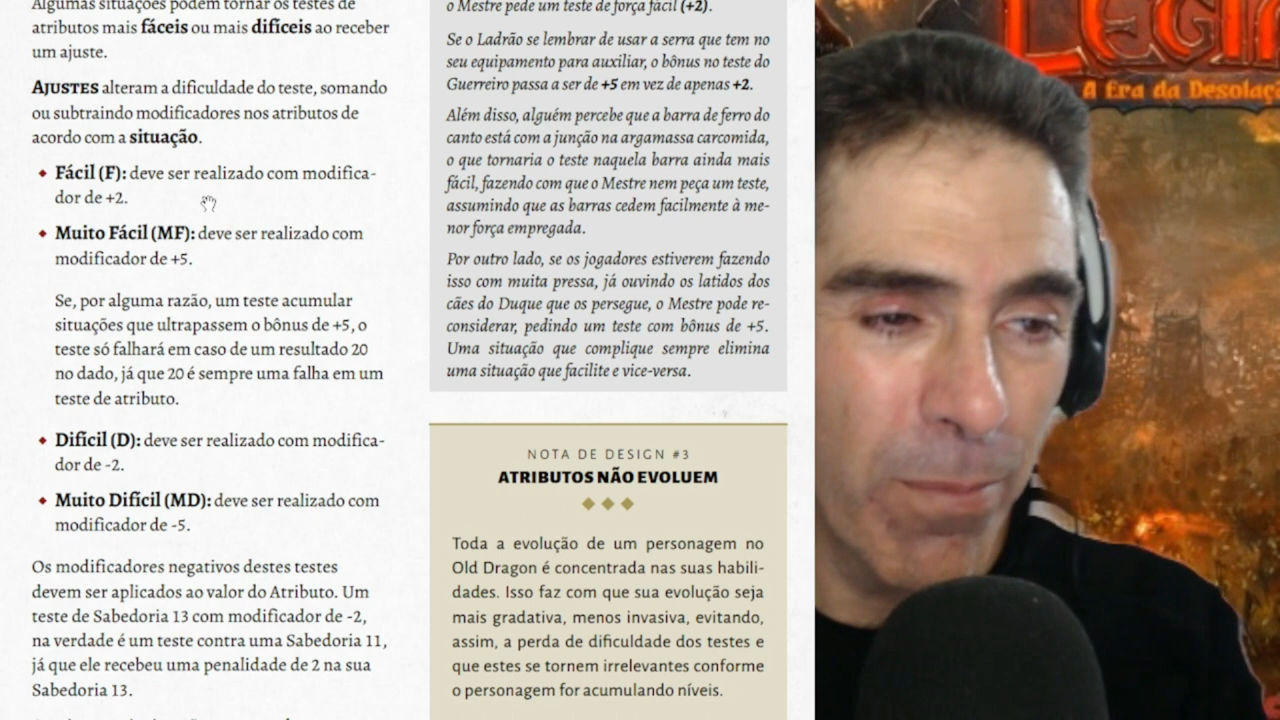 Algumas situações podem tornar os testes de
atributos mais fáceis ou mais difíceis ao receber
um ajuste.
AJUSTES alteram a dificuldade do teste, somando
ou subtraindo modificadores nos atributos de
acordo com a situação.
Fácil (F): deve ser realizado com modifica-
dor de +2.
Muito Fácil (MF): deve ser realizado com
modificador de +5.
Se, por alguma razão, um teste acumular
situações que ultrapassem o bônus de +5, o
teste só falhará em caso de um resultado 20
no dado, já que 20 é sempre uma falha em um
teste de atributo.
Difícil (D): deve ser realizado com modifica-
dor de -2.
Muito Difícil (MD): deve ser realizado com
modificador de -5.
Os modificadores negativos destes testes
devem ser aplicados ao valor do Atributo. Um
teste de Sabedoria 13 com modificador de -2,
na verdade é um teste contra uma Sabedoria 11,
já que ele recebeu uma penalidade de 2 na sua
Sabedoria 13.
o Mestre pede um teste de força fácil (+2).
Se o Ladrão se lembrar de usar a serra que tem no
seu equipamento para auxiliar, o bônus no teste do
Guerreiro passa a ser de +5 em vez de apenas +2.
Além disso, alguém percebe que a barra de ferro do
canto está com a junção na argamassa carcomida,
o que tornaria o teste naquela barra ainda mais
fácil, fazendo com que o Mestre nem peça um teste,
assumindo que as barras cedem facilmente à me-
nor força empregada.
Por outro lado, se os jogadores estiverem fazendo
isso com muita pressa, já ouvindo os latidos dos
cães do Duque que os persegue, o Mestre pode re-
considerar, pedindo um teste com bônus de +5.
Uma situação que complique sempre elimina
uma situação que facilite e vice-versa.
NOTA DE DESIGN #3
ATRIBUTOS NÃO EVOLUEM
Toda a evolução de um personagem no
Old Dragon é concentrada nas suas habili-
dades. Isso faz com que sua evolução seja
mais gradativa, menos invasiva, evitando,
assim, a perda de dificuldade dos testes e
que estes se tornem irrelevantes conforme
o personagem for acumulando níveis.
A Era da Desolaçã